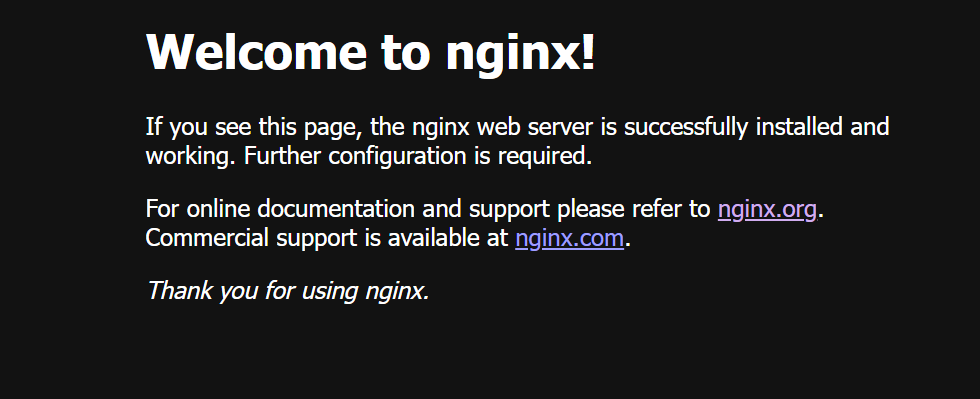 Welcome to nginx!
If you see this page, the nginx web server is successfully installed and
working. Further configuration is required.
For online documentation and support please refer to nginx.org.
Commercial support is available at nginx.com.
Thank you for using nginx.